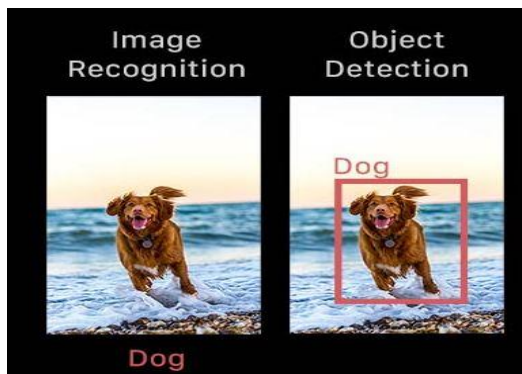 Image
Recognition
Object
Detection
Dog
Dog